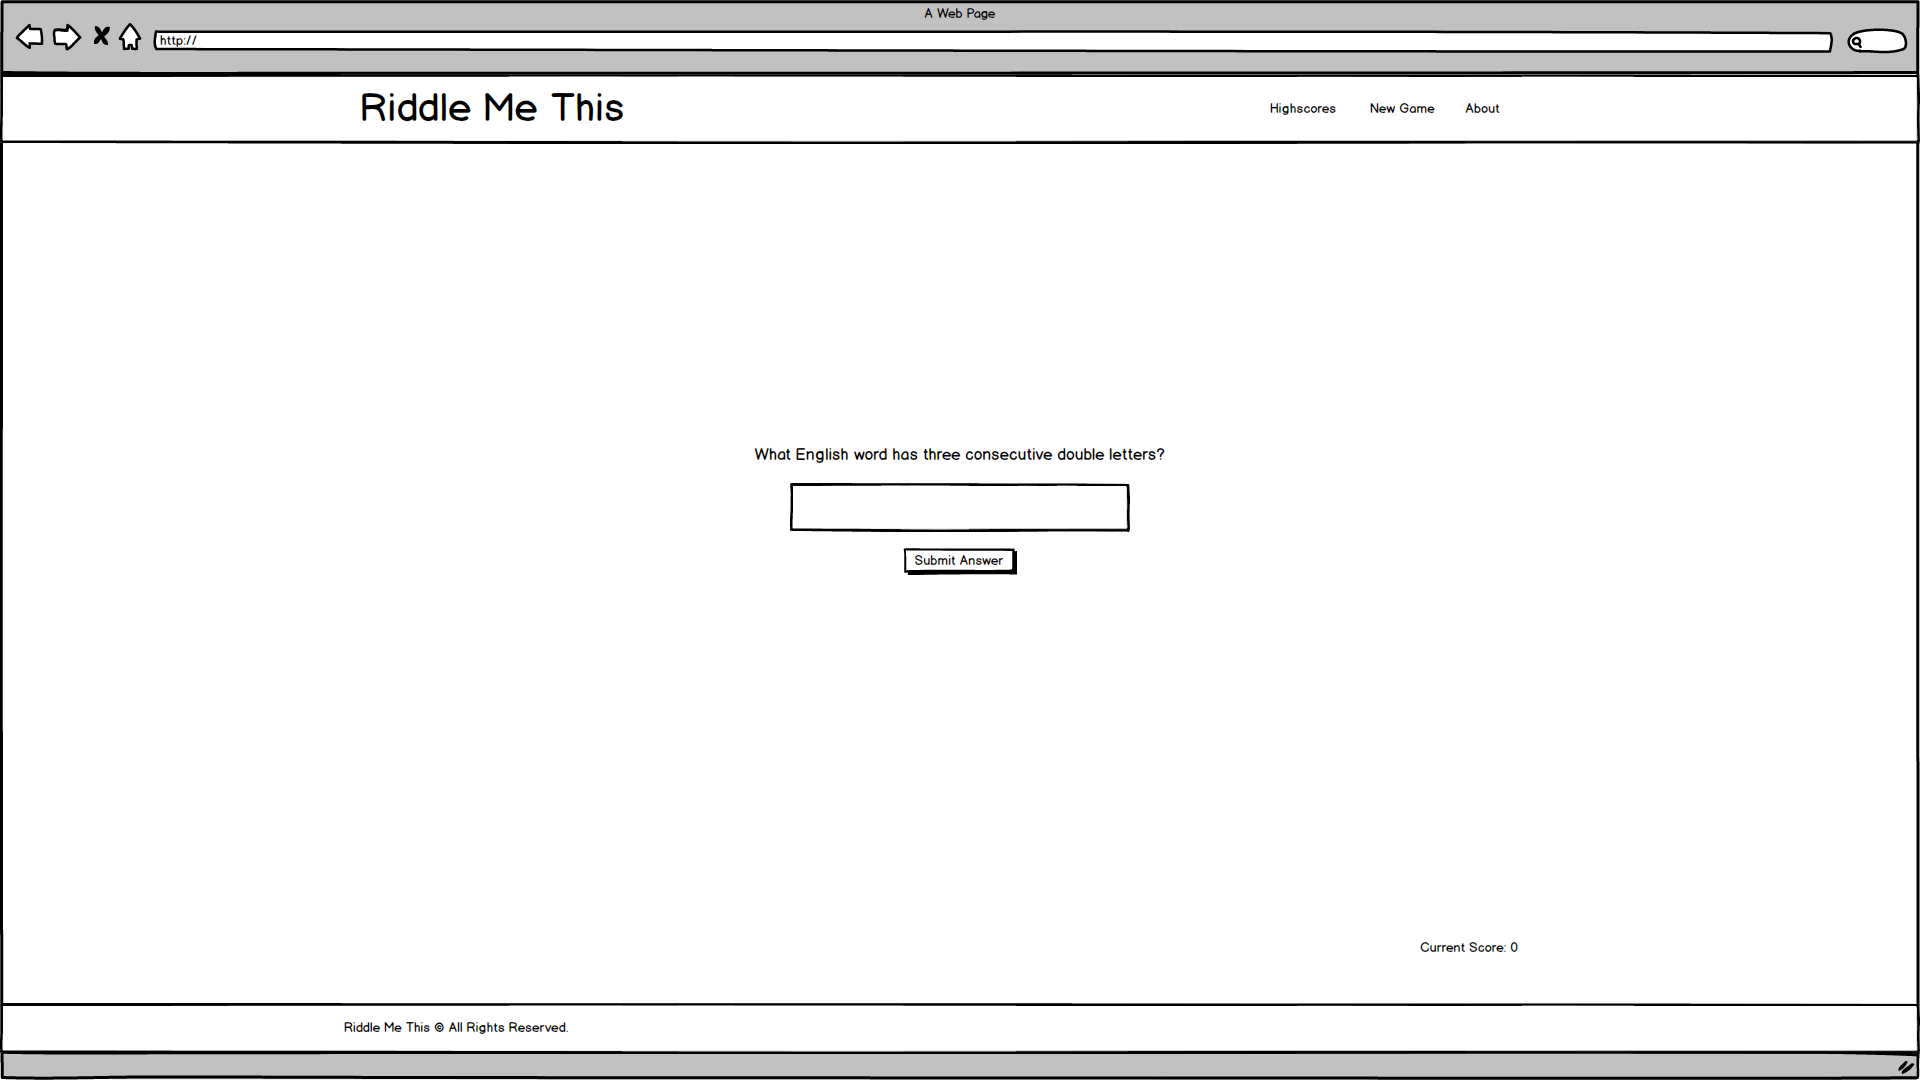 A Web Page
http://
Riddle Me This
Highscores
New Game
About
What English word has three consecutive double letters?
Submit Answer
Current Score: 0
Riddle Me This © All Rights Reserved.